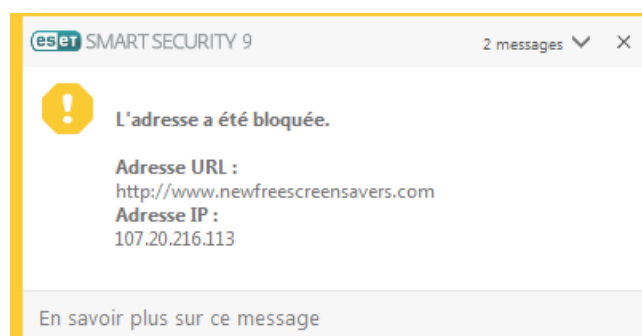 eset SMART SECURITY 9 2 messages
L'adresse a été bloquée.
Adresse URL :
http://www.newfreescreensavers.com
Adresse IP :
107.20.216.113
En savoir plus sur ce message